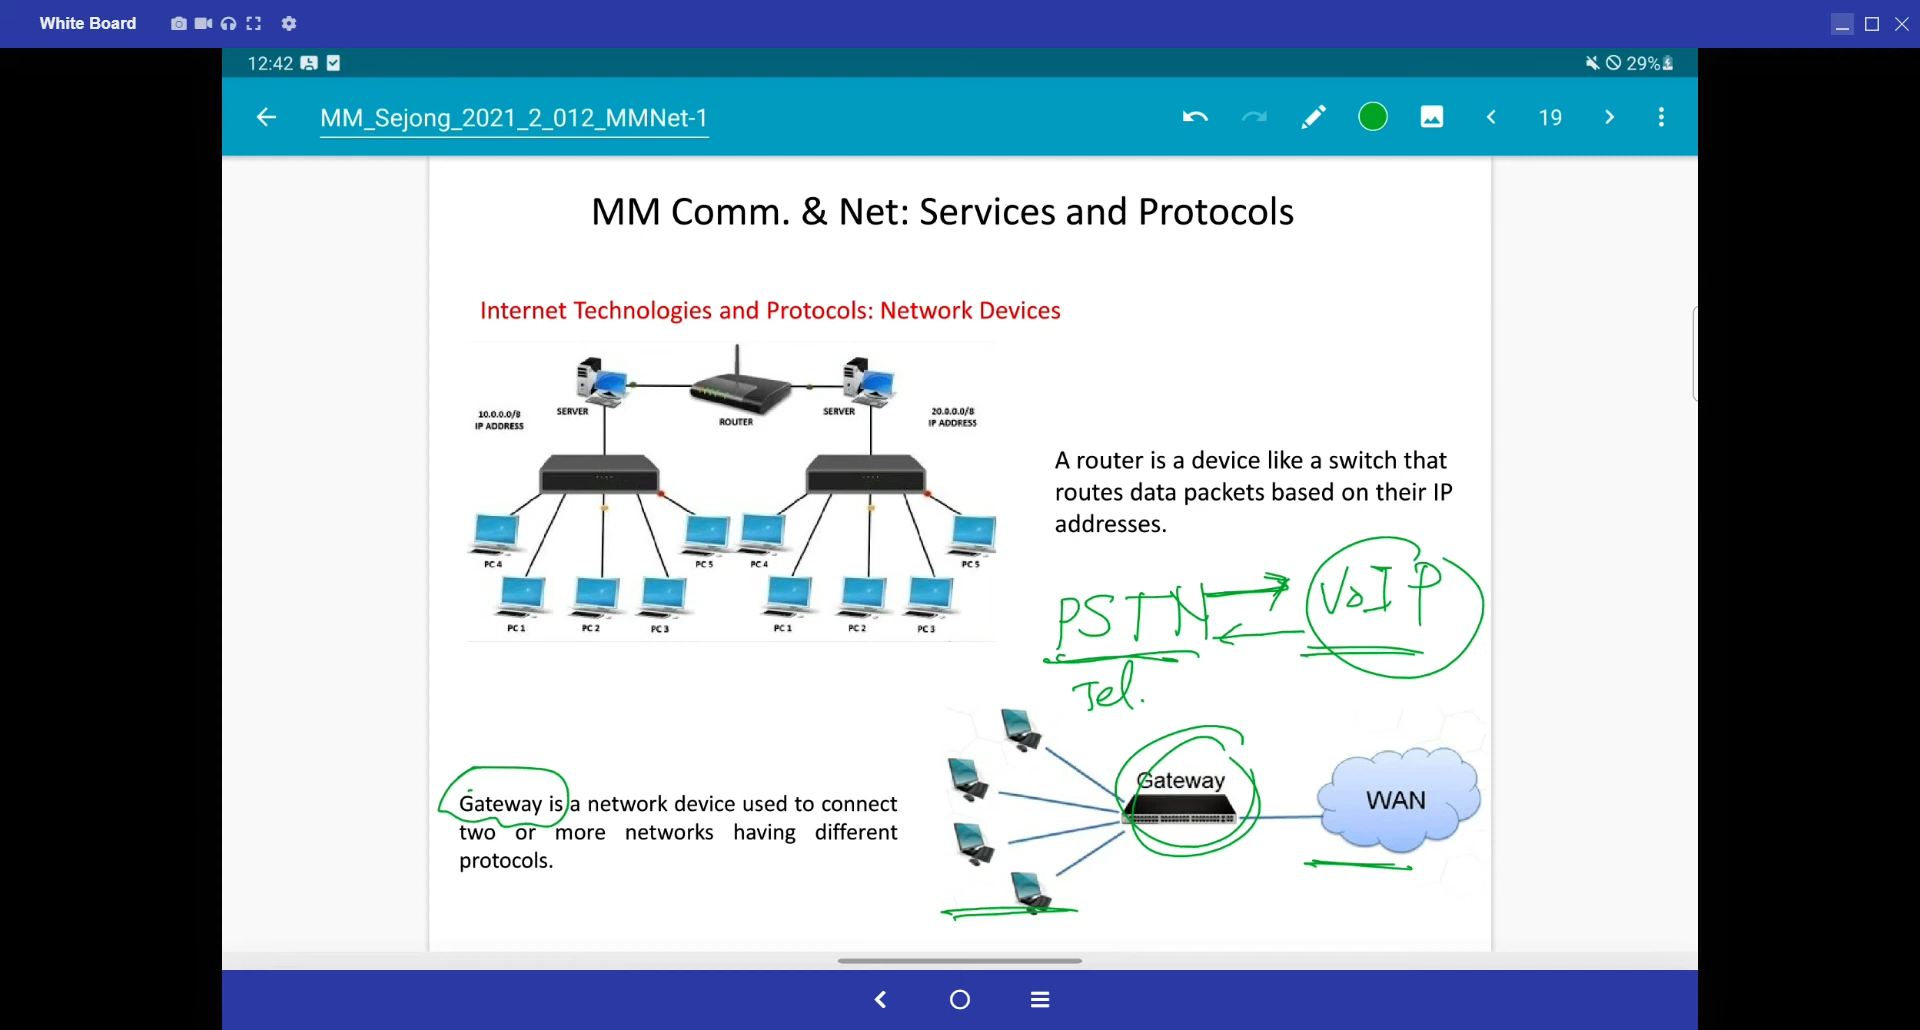 White Board
12:42
29%
MM_Sejong_2021_2_012_MMNet-1
19
MM Comm. & Net: Services and Protocols
Internet Technologies and Protocols: Network Devices
10.0.0.0/8
IP ADDRESS
SERVER
ROUTER
SERVER
20.0.0.0/8
IP ADDRESS
PC 4
PC 5
PC 4
PC 5
PC 1
PC 2
PC 3
PC 1
PC 2
PC 3
A router is a device like a switch that
routes data packets based on their IP
addresses.
PSTN
VoIP
Tel.
Gateway is a network device used to connect
two or more networks having different
protocols.
Gateway
WAN